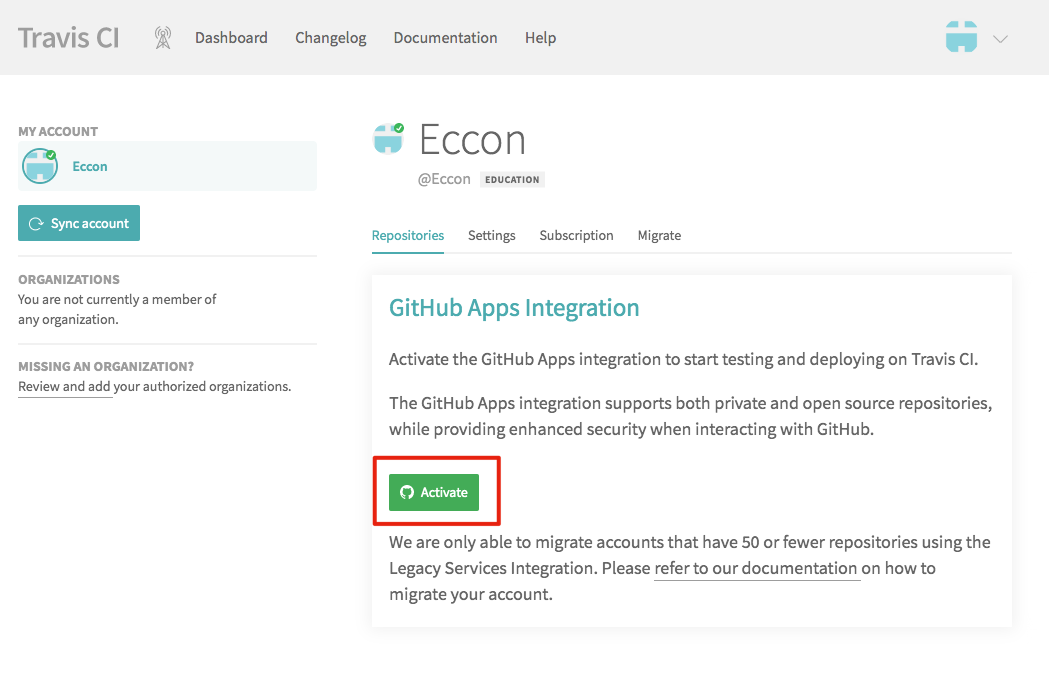 Travis CI
Dashboard
Changelog
Documentation
Help
MY ACCOUNT
Eccon
Sync account
ORGANIZATIONS
You are not currently a member of
any organization.
MISSING AN ORGANIZATION?
Review and add your authorized organizations.
Eccon
@Eccon EDUCATION
Repositories
Settings
Subscription
Migrate
GitHub Apps Integration
Activate the GitHub Apps integration to start testing and deploying on Travis CI.
The GitHub Apps integration supports both private and open source repositories,
while providing enhanced security when interacting with GitHub.
Activate
We are only able to migrate accounts that have 50 or fewer repositories using the
Legacy Services Integration. Please refer to our documentation on how to
migrate your account.